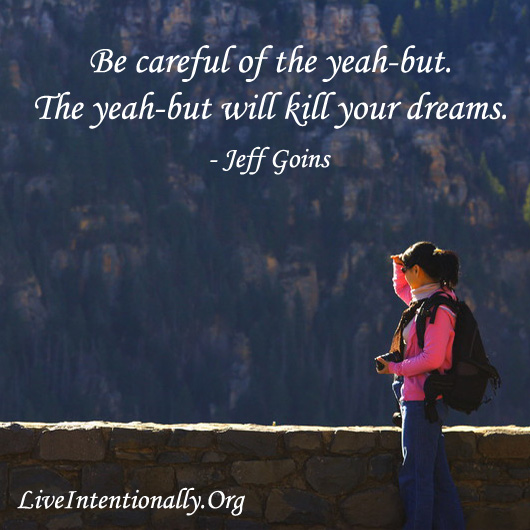 Be careful of the yeah-but.
The yeah-but will kill your dreams.
- Jeff Goins
LiveIntentionally.Org